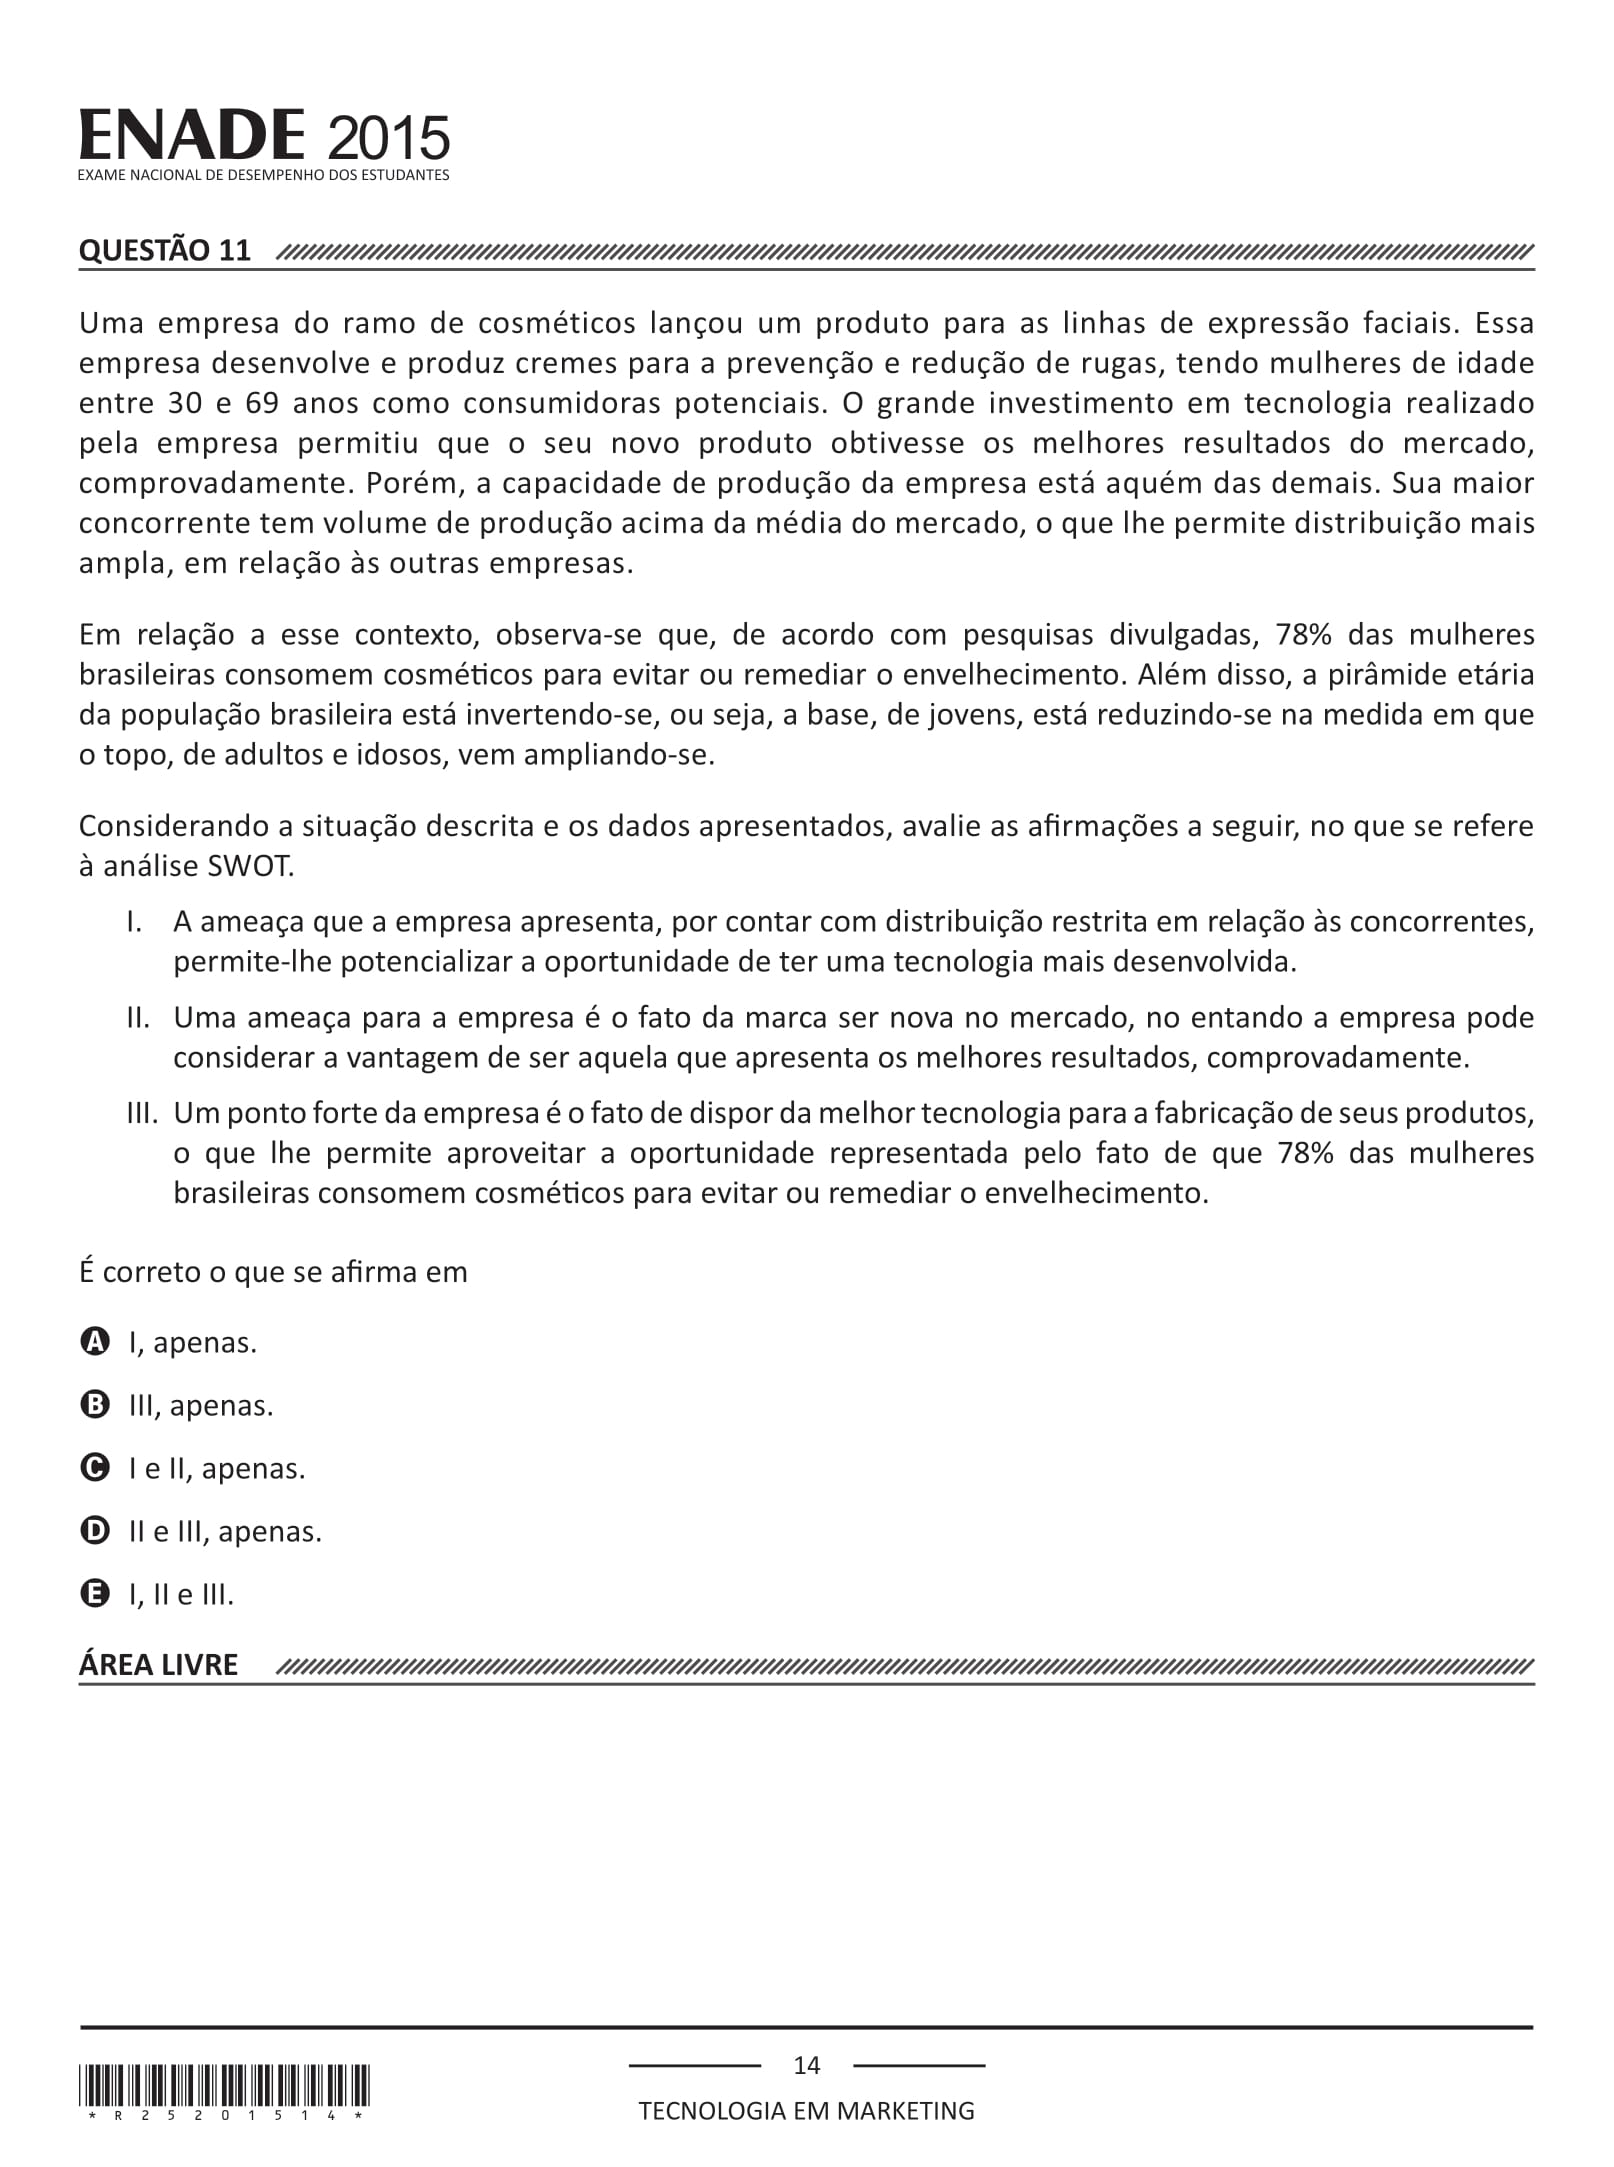 ENADE 2015
EXAME NACIONAL DE DESEMPENHO DOS ESTUDANTES
QUESTÃO 11
Uma empresa do ramo de cosméticos lançou um produto para as linhas de expressão faciais. Essa
empresa desenvolve e produz cremes para a prevenção e redução de rugas, tendo mulheres de idade
entre 30 e 69 anos como consumidoras potenciais. O grande investimento em tecnologia realizado
pela empresa permitiu que o seu novo produto obtivesse os melhores resultados do mercado,
comprovadamente. Porém, a capacidade de produção da empresa está aquém das demais. Sua maior
concorrente tem volume de produção acima da média do mercado, o que lhe permite distribuição mais
ampla, em relação às outras empresas.
Em relação a esse contexto, observa-se que, de acordo com pesquisas divulgadas, 78% das mulheres
brasileiras consomem cosméticos para evitar ou remediar o envelhecimento. Além disso, a pirâmide etária
da população brasileira está invertendo-se, ou seja, a base, de jovens, está reduzindo-se na medida em que
o topo, de adultos e idosos, vem ampliando-se.
Considerando a situação descrita e os dados apresentados, avalie as afirmações a seguir, no que se refere
à análise SWOT.
I. A ameaça que a empresa apresenta, por contar com distribuição restrita em relação às concorrentes,
permite-lhe potencializar a oportunidade de ter uma tecnologia mais desenvolvida.
II. Uma ameaça para a empresa é o fato da marca ser nova no mercado, no entando a empresa pode
considerar a vantagem de ser aquela que apresenta os melhores resultados, comprovadamente.
III. Um ponto forte da empresa é o fato de dispor da melhor tecnologia para a fabricação de seus produtos,
o que lhe permite aproveitar a oportunidade representada pelo fato de que 78% das mulheres
brasileiras consomem cosméticos para evitar ou remediar o envelhecimento.
É correto o que se afirma em
A I, apenas.
B III, apenas.
C I e II, apenas.
D II e III, apenas.
E I, II e III.
ÁREA LIVRE
14
TECNOLOGIA EM MARKETING
* R 2 5 2 0 1 5 1 4 *